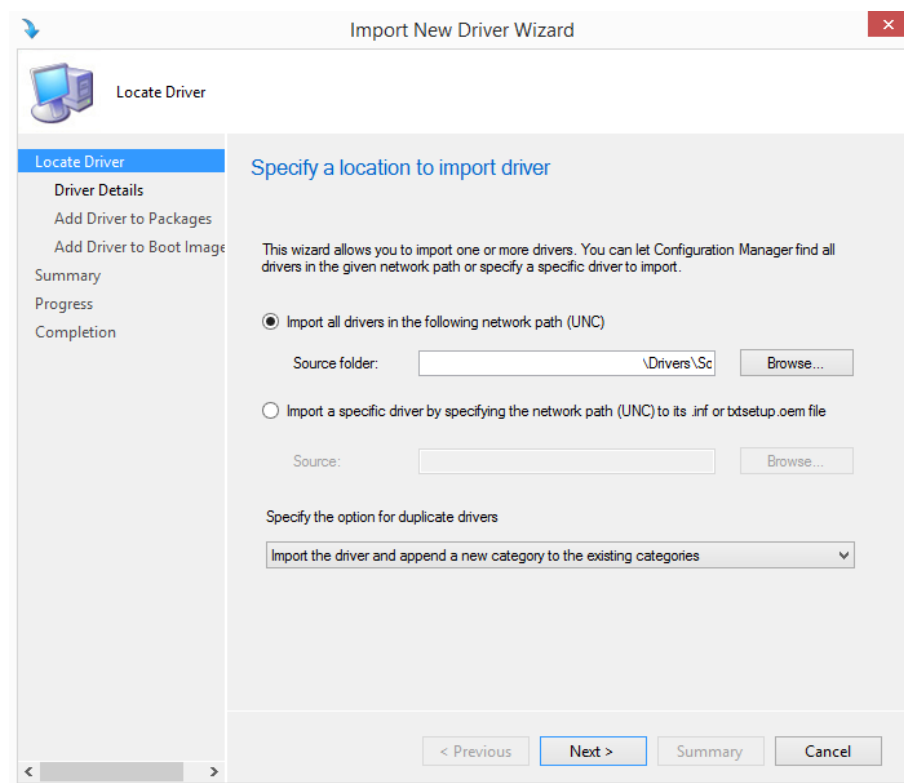 Import New Driver Wizard
Locate Driver
Locate Driver
Driver Details
Add Driver to Packages
Add Driver to Boot Image
Summary
Progress
Completion
Specify a location to import driver
This wizard allows you to import one or more drivers. You can let Configuration Manager find all
drivers in the given network path or specify a specific driver to import.
Import all drivers in the following network path (UNC)
Source folder: \Drivers\Sc Browse...
Import a specific driver by specifying the network path (UNC) to its .inf or txtsetup.oem file
Source: Browse...
Specify the option for duplicate drivers
Import the driver and append a new category to the existing categories
< Previous Next > Summary Cancel